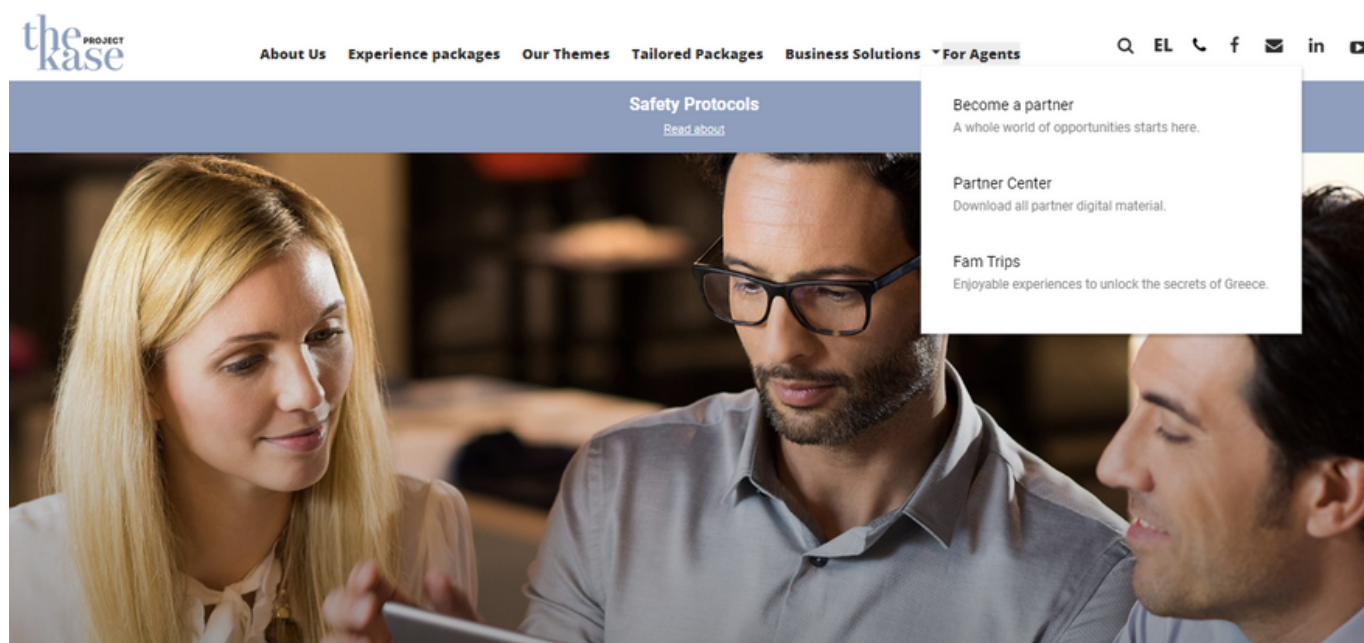 the PROJECT
kase
About Us Experience packages Our Themes Tailored Packages Business Solutions For Agents EL f in
Safety Protocols
Read about
Become a partner
A whole world of opportunities starts here.
Partner Center
Download all partner digital material.
Fam Trips
Enjoyable experiences to unlock the secrets of Greece.